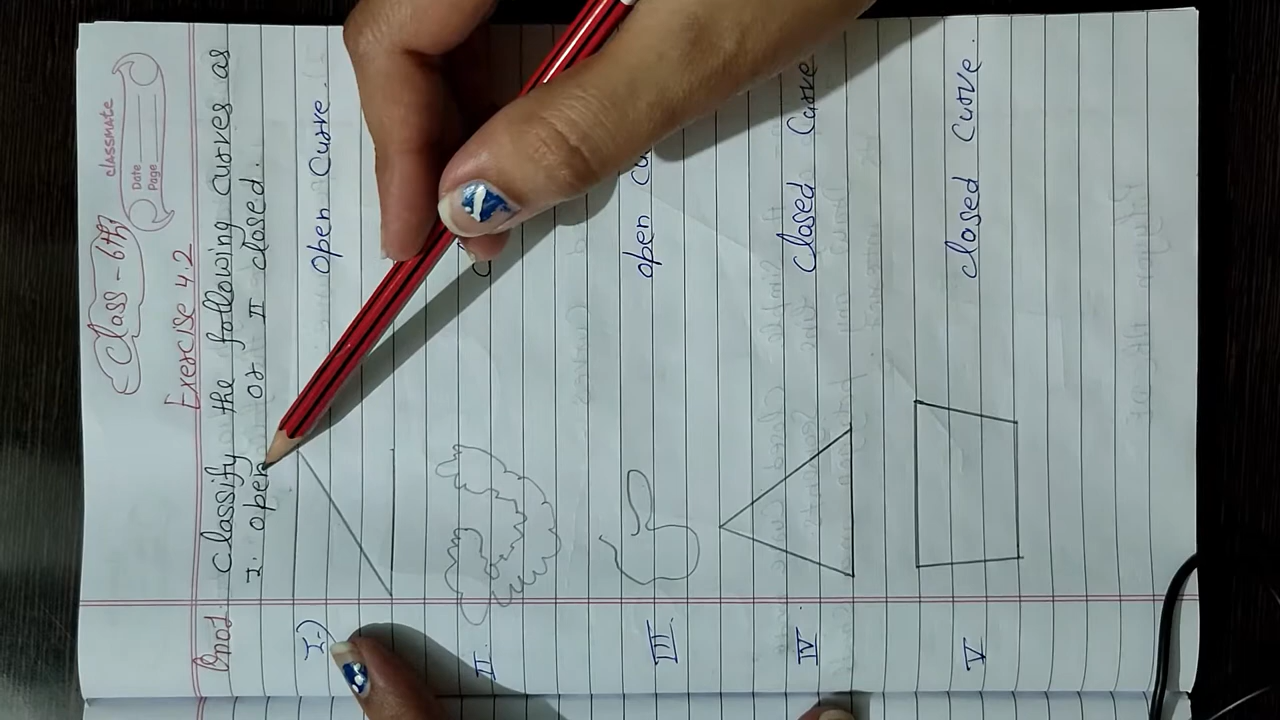 classmate
Date
Page
Class - 6th
Exercise 4.2
Qno1. Classify the following curves as
I. open or II closed.
I.) open curve.
II.
III. open
IV. closed curve
V closed curve.